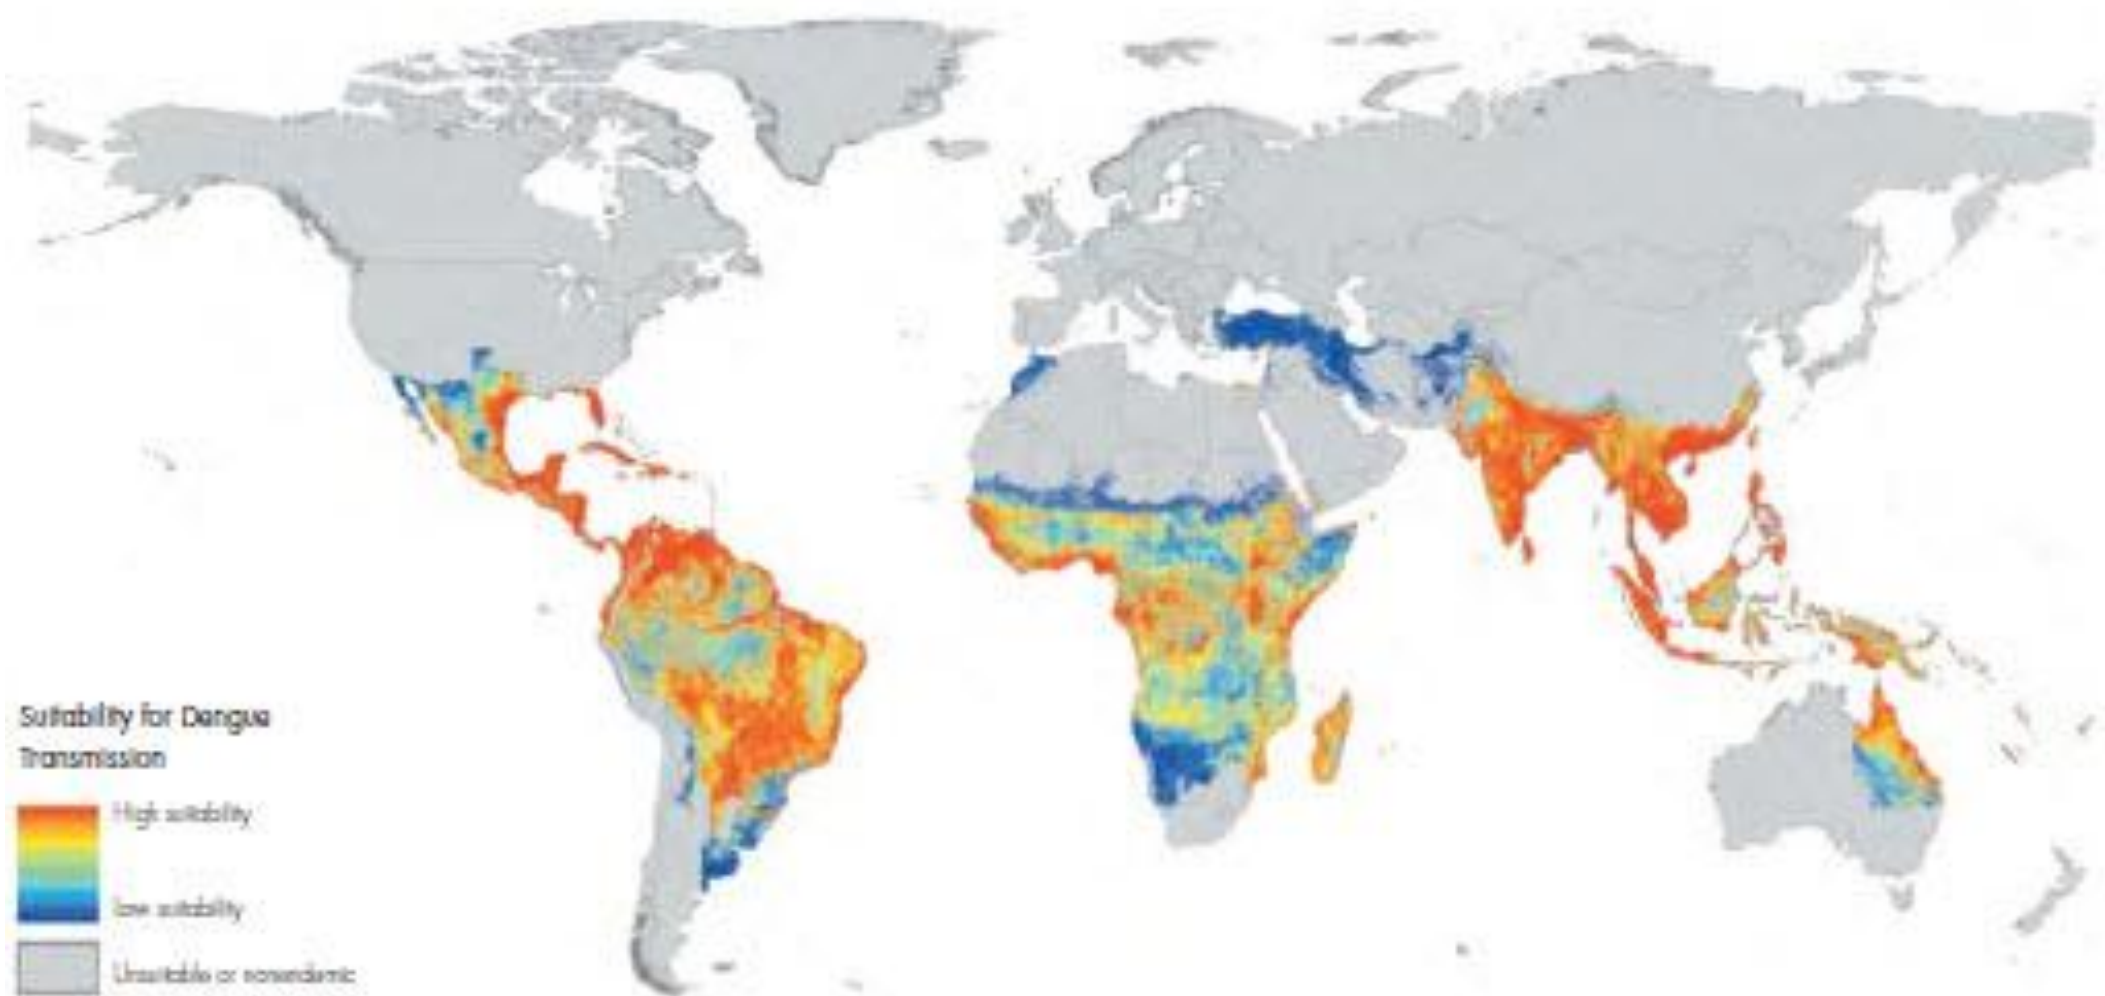 Suitability for Dengue
Transmission
High suitability
Low suitability
Unsuitable or nonendemic